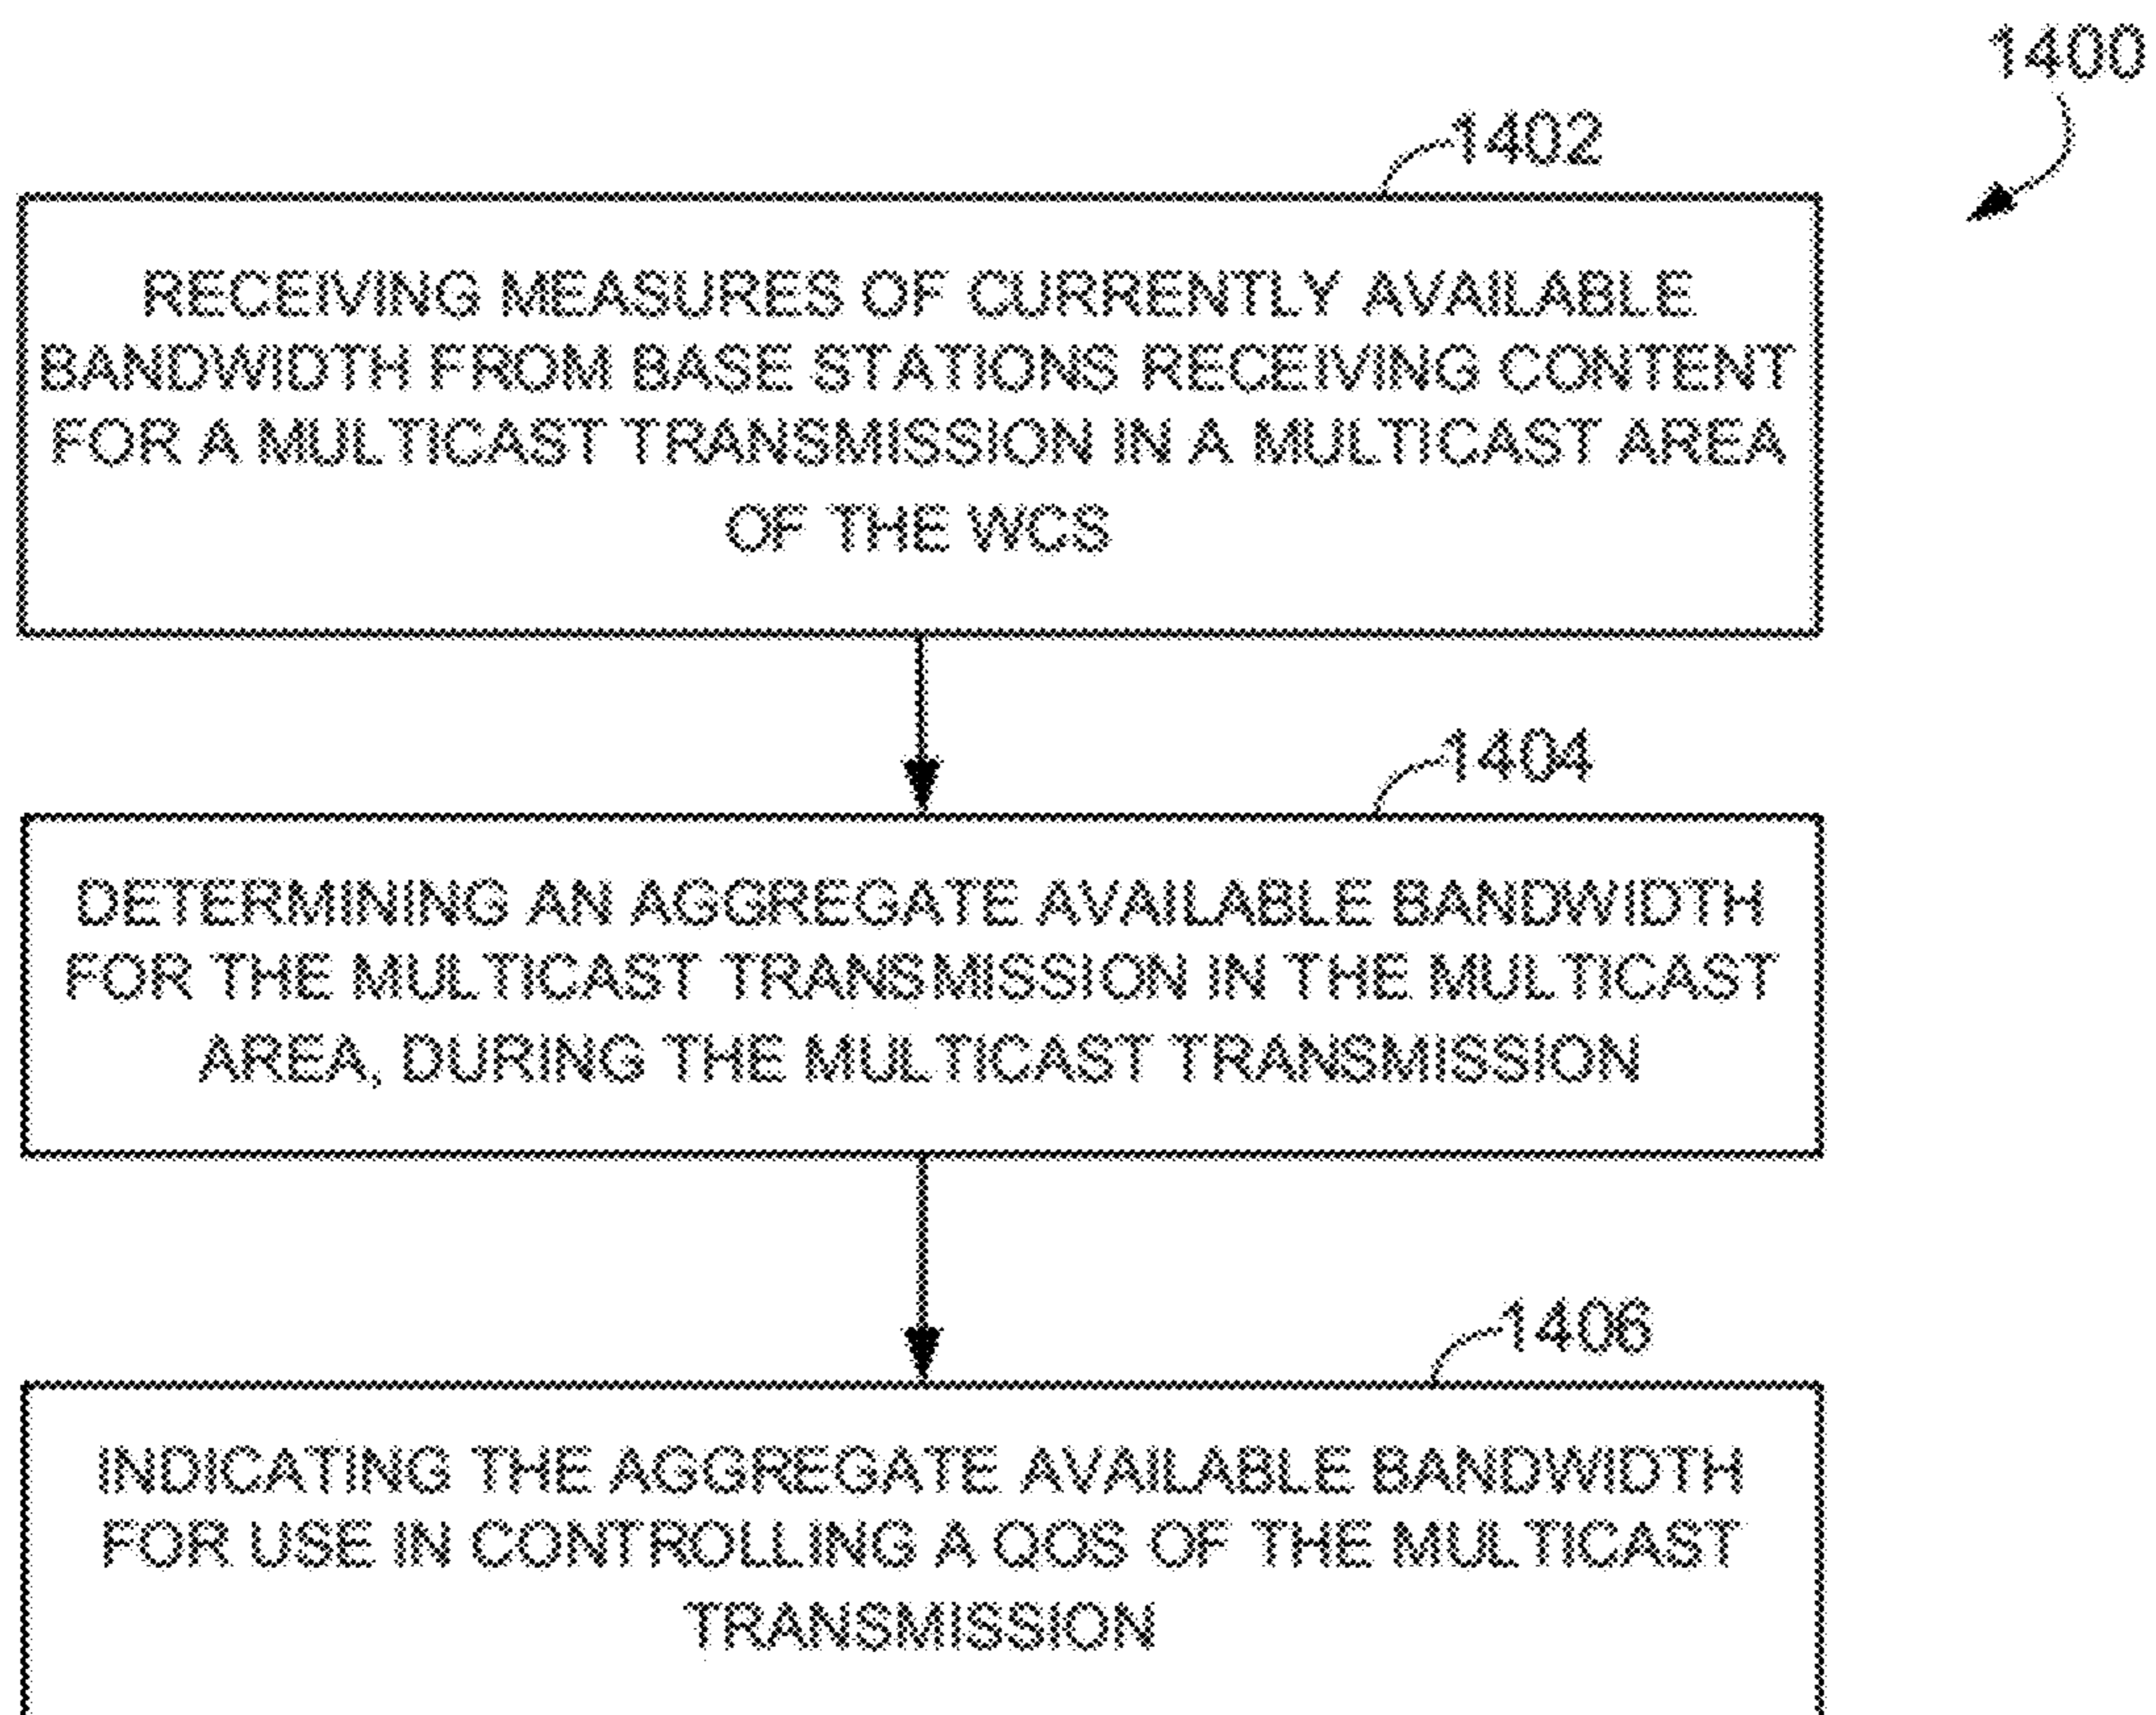 1400
1402
RECEIVING MEASURES OF CURRENTLY AVAILABLE
BANDWIDTH FROM BASE STATIONS RECEIVING CONTENT
FOR A MULTICAST TRANSMISSION IN A MULTICAST AREA
OF THE WCS
1404
DETERMINING AN AGGREGATE AVAILABLE BANDWIDTH
FOR THE MULTICAST TRANSMISSION IN THE MULTICAST
AREA, DURING THE MULTICAST TRANSMISSION
1406
INDICATING THE AGGREGATE AVAILABLE BANDWIDTH
FOR USE IN CONTROLLING A QOS OF THE MULTICAST
TRANSMISSION